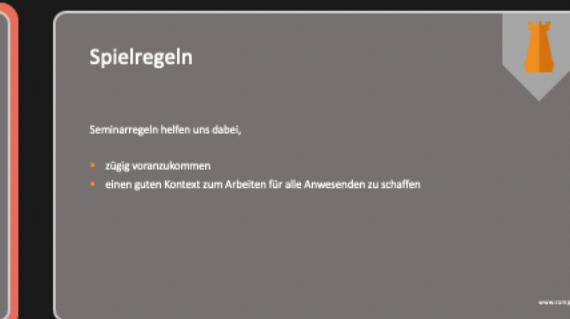 Spielregeln
Seminarregeln helfen uns dabei,
zügig voranzukommen
einen guten Kontext zum Arbeiten für alle Anwesenden zu schaffen